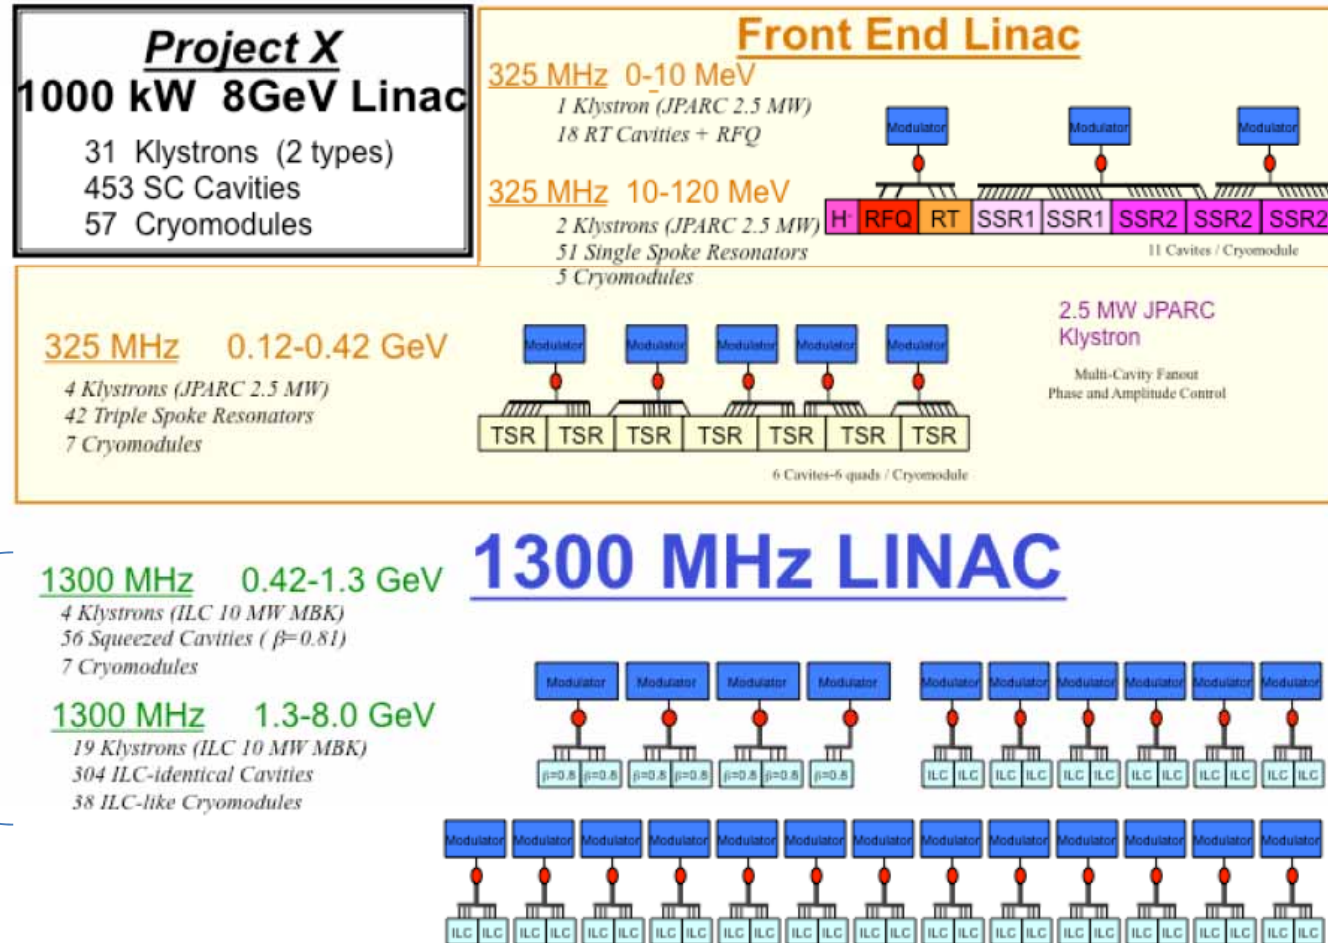 Project X
1000 kW 8GeV Linac
31 Klystrons (2 types)
453 SC Cavities
57 Cryomodules
Front End Linac
325 MHz 0-10 MeV
1 Klystron (JPARC 2.5 MW)
18 RT Cavities + RFQ
325 MHz 10-120 MeV
2 Klystrons (JPARC 2.5 MW)
51 Single Spoke Resonators
5 Cryomodules
Modulator Modulator Modulator
H- RFQ RT SSR1 SSR1 SSR2 SSR2 SSR2
11 Cavites / Cryomodule
325 MHz 0.12-0.42 GeV
4 Klystrons (JPARC 2.5 MW)
42 Triple Spoke Resonators
7 Cryomodules
Modulator Modulator Modulator Modulator Modulator
TSR TSR TSR TSR TSR TSR TSR
6 Cavites-6 quads / Cryomodule
2.5 MW JPARC
Klystron
Multi-Cavity Fanout
Phase and Amplitude Control
1300 MHz LINAC
1300 MHz 0.42-1.3 GeV
4 Klystrons (ILC 10 MW MBK)
56 Squeezed Cavities ( β=0.81)
7 Cryomodules
1300 MHz 1.3-8.0 GeV
19 Klystrons (ILC 10 MW MBK)
304 ILC-identical Cavities
38 ILC-like Cryomodules
Modulator Modulator Modulator Modulator Modulator Modulator Modulator Modulator Modulator Modulator
β=0.8 β=0.8 β=0.8 β=0.8 β=0.8 β=0.8 β=0.8 ILC ILC ILC ILC ILC ILC ILC ILC ILC ILC ILC ILC
Modulator Modulator Modulator Modulator Modulator Modulator Modulator Modulator Modulator Modulator Modulator Modulator Modulator
ILC ILC ILC ILC ILC ILC ILC ILC ILC ILC ILC ILC ILC ILC ILC ILC ILC ILC ILC ILC ILC ILC ILC ILC ILC ILC